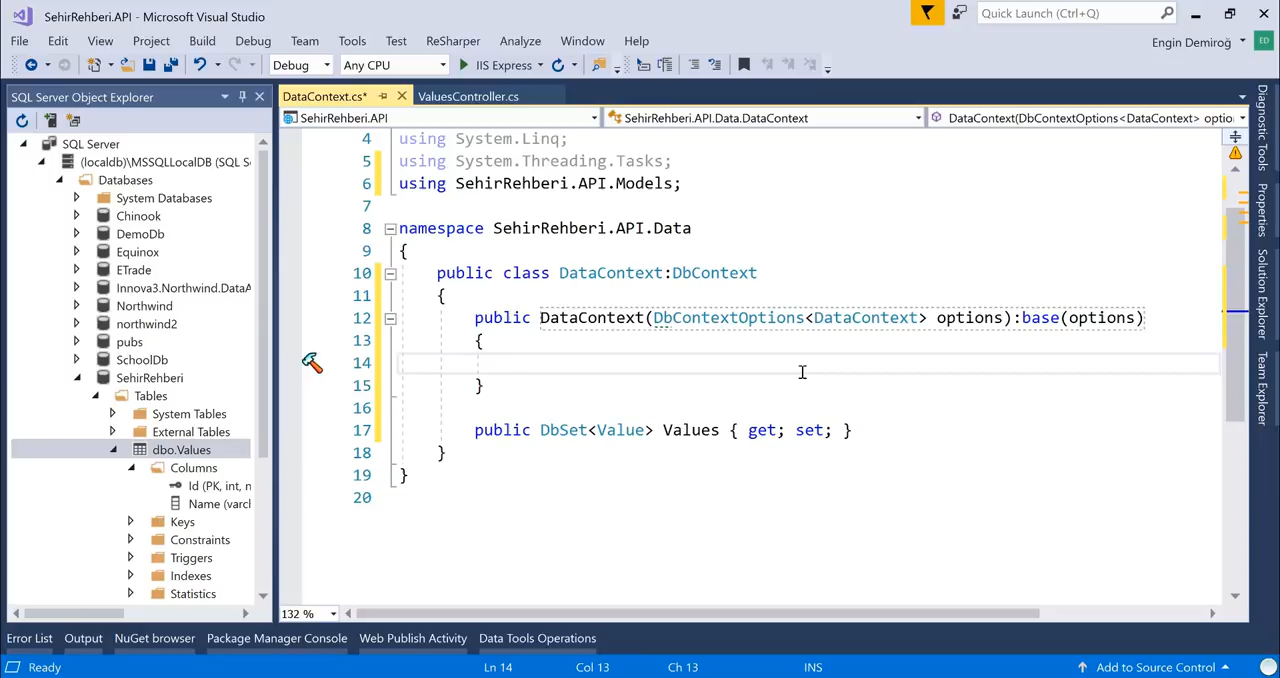 SehirRehberi.API - Microsoft Visual Studio
Quick Launch (Ctrl+Q)
File Edit View Project Build Debug Team Tools Test ReSharper Analyze Window Help
Engin Demiroğ
ED
Debug Any CPU IIS Express
SQL Server Object Explorer
DataContext.cs* ValuesController.cs
SehirRehberi.API SehirRehberi.API.Data.DataContext DataContext(DbContextOptions<DataContext> optio
SQL Server
(localdb)\MSSQLLocalDB (SQL S
Databases
System Databases
Chinook
DemoDb
Equinox
ETrade
Innova3.Northwind.DataA
Northwind
northwind2
pubs
SchoolDb
SehirRehberi
Tables
System Tables
External Tables
dbo.Values
Columns
Id (PK, int, n
Name (varch
Keys
Constraints
Triggers
Indexes
Statistics
4 using System.Linq;
5 using System.Threading.Tasks;
6 using SehirRehberi.API.Models;
7
8 namespace SehirRehberi.API.Data
9 {
10 public class DataContext:DbContext
11 {
12 public DataContext(DbContextOptions<DataContext> options):base(options)
13 {
14
15 }
16
17 public DbSet<Value> Values { get; set; }
18 }
19 }
20
132 %
Diagnostic Tools
Properties
Solution Explorer
Team Explorer
Error List Output NuGet browser Package Manager Console Web Publish Activity Data Tools Operations
Ready Ln 14 Col 13 Ch 13 INS Add to Source Control